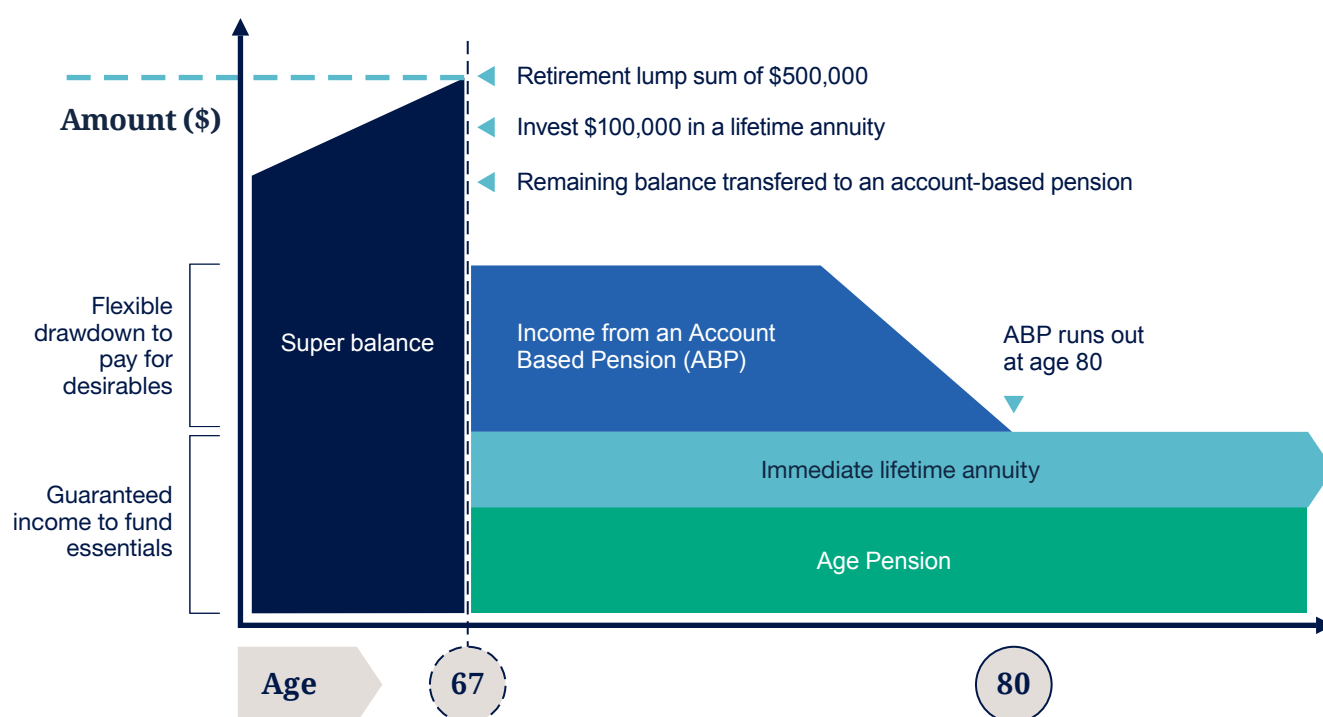 Retirement lump sum of $500,000
Amount ($)
Invest $100,000 in a lifetime annuity
Remaining balance transfered to an account-based pension
Flexible
drawdown to
pay for
desirables
Super balance
Income from an Account
Based Pension (ABP)
ABP runs out
at age 80
Guaranteed
income to fund
essentials
Immediate lifetime annuity
Age Pension
Age
67
80